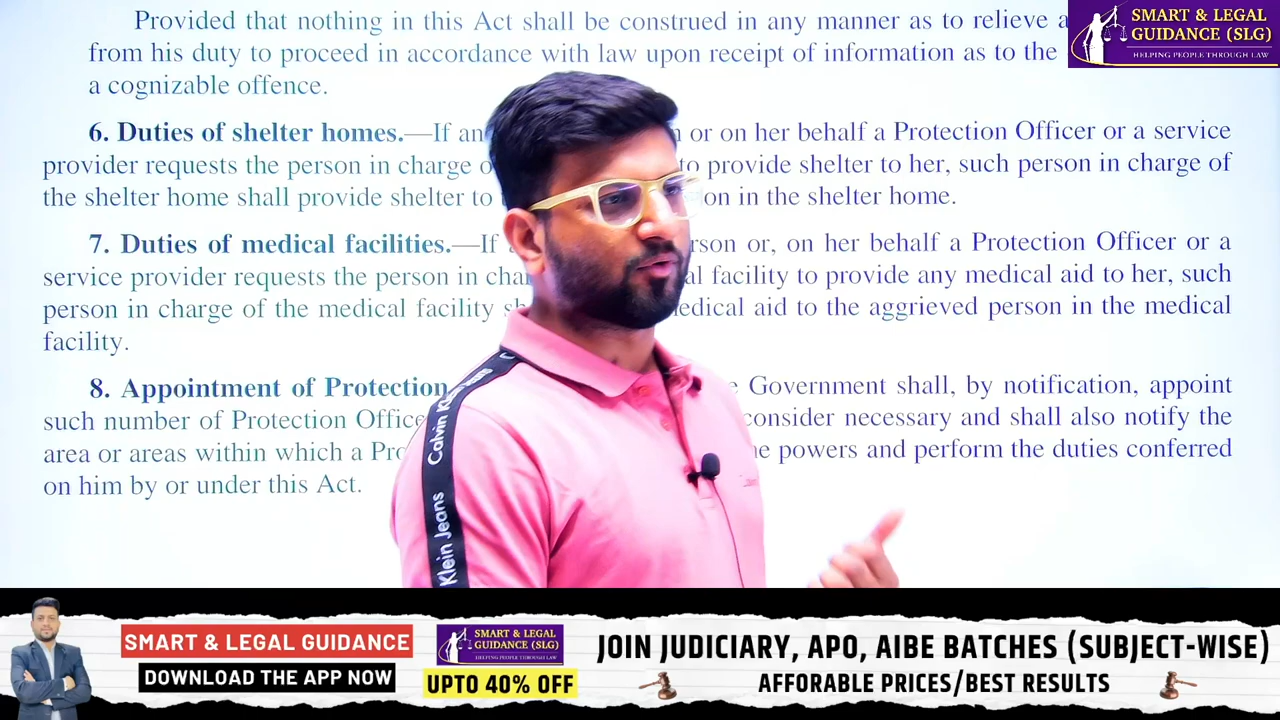 Provided that nothing in this Act shall be construed in any manner as to relieve
from his duty to proceed in accordance with law upon receipt of information as to the
a cognizable offence.
6. Duties of shelter homes.—If or on her behalf a Protection Officer or a service
provider requests the person in charge to provide shelter to her, such person in charge of
the shelter home shall provide shelter to in the shelter home.
7. Duties of medical facilities.—If or, on her behalf a Protection Officer or a
service provider requests the person in facility to provide any medical aid to her, such
person in charge of the medical facility aid to the aggrieved person in the medical
facility.
8. Appointment of Protection Government shall, by notification, appoint
such number of Protection consider necessary and shall also notify the
area or areas within which a powers and perform the duties conferred
on him by or under this Act.
SMART & LEGAL
GUIDANCE (SLG)
HELPING PEOPLE THROUGH LAW
Calvin
Klein Jeans
SMART & LEGAL GUIDANCE
DOWNLOAD THE APP NOW
SMART & LEGAL
GUIDANCE (SLG)
HELPING PEOPLE THROUGH LAW
UPTO 40% OFF
JOIN JUDICIARY, APO, AIBE BATCHES (SUBJECT-WISE)
AFFORABLE PRICES/BEST RESULTS